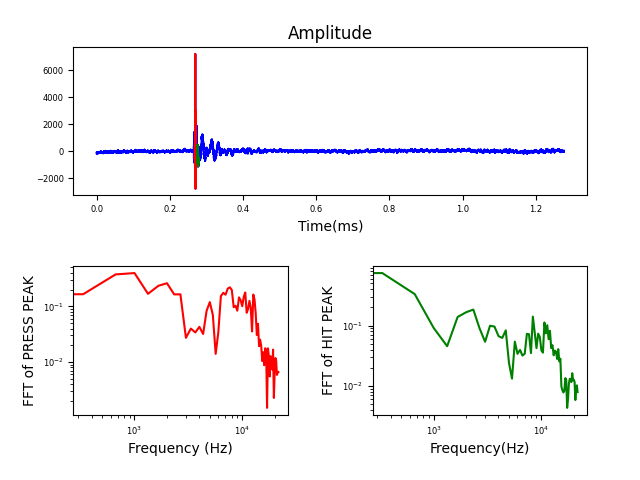 Amplitude
6000
4000
2000
0
−2000
0.0 0.2 0.4 0.6 0.8 1.0 1.2
Time(ms)
FFT of PRESS PEAK
10⁻¹
10⁻²
10³ 10⁴
Frequency (Hz)
FFT of HIT PEAK
10⁻¹
10⁻²
10³ 10⁴
Frequency(Hz)